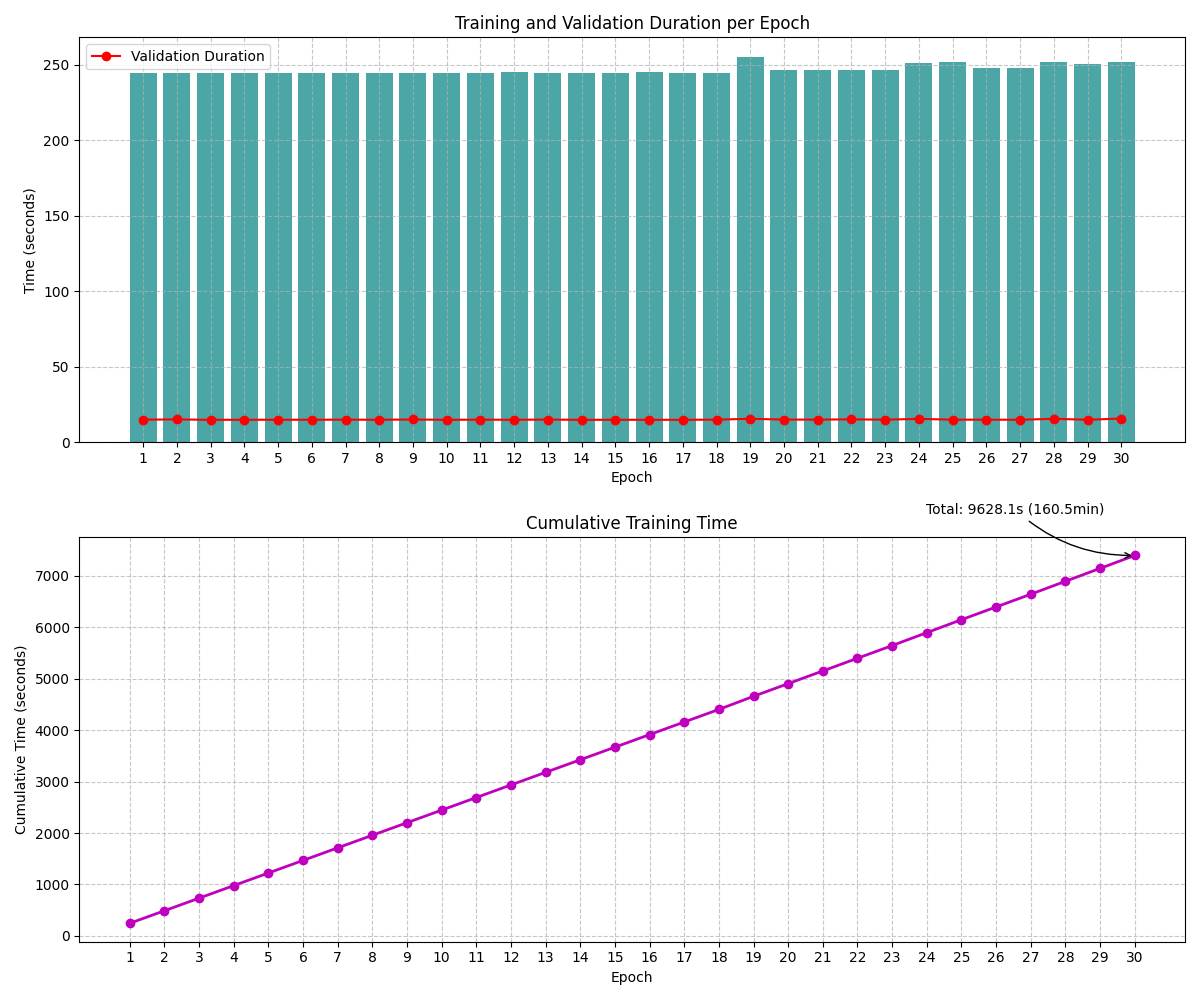 Training and Validation Duration per Epoch
Validation Duration
250
200
150
100
50
0
Time (seconds)
1 2 3 4 5 6 7 8 9 10 11 12 13 14 15 16 17 18 19 20 21 22 23 24 25 26 27 28 29 30
Epoch
Total: 9628.1s (160.5min)
Cumulative Training Time
7000
6000
5000
4000
3000
2000
1000
0
Cumulative Time (seconds)
1 2 3 4 5 6 7 8 9 10 11 12 13 14 15 16 17 18 19 20 21 22 23 24 25 26 27 28 29 30
Epoch